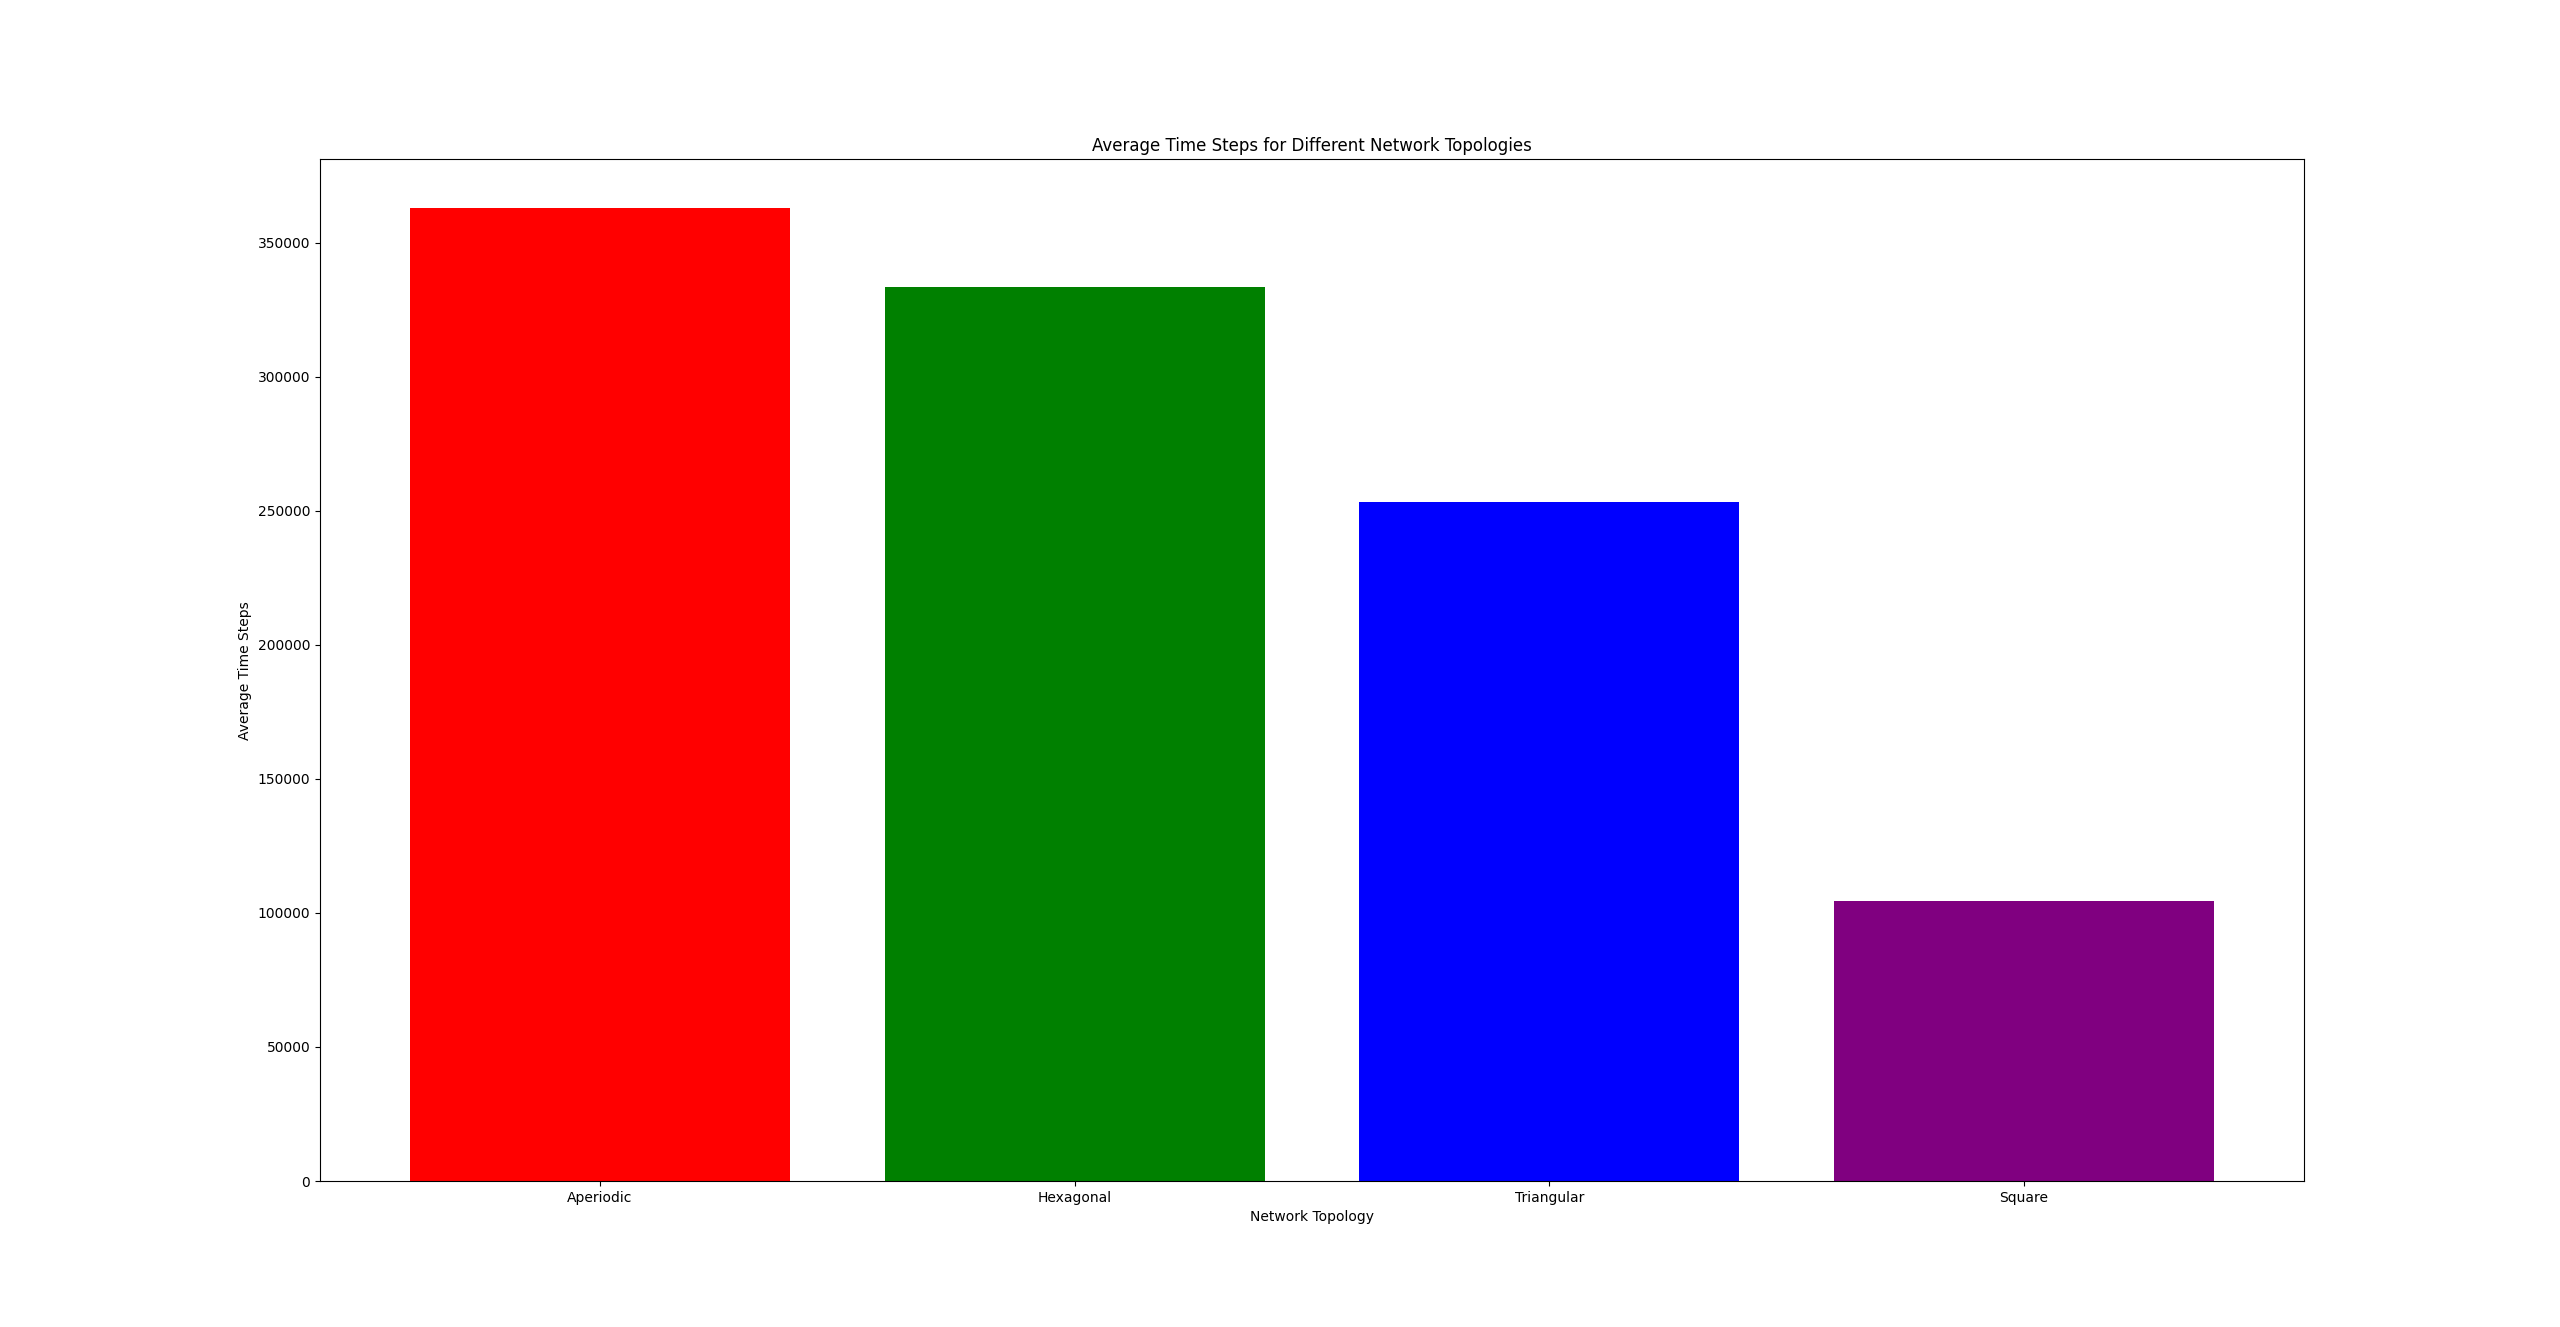 Average Time Steps for Different Network Topologies
Average Time Steps
350000
300000
250000
200000
150000
100000
50000
0
Aperiodic
Hexagonal
Triangular
Square
Network Topology